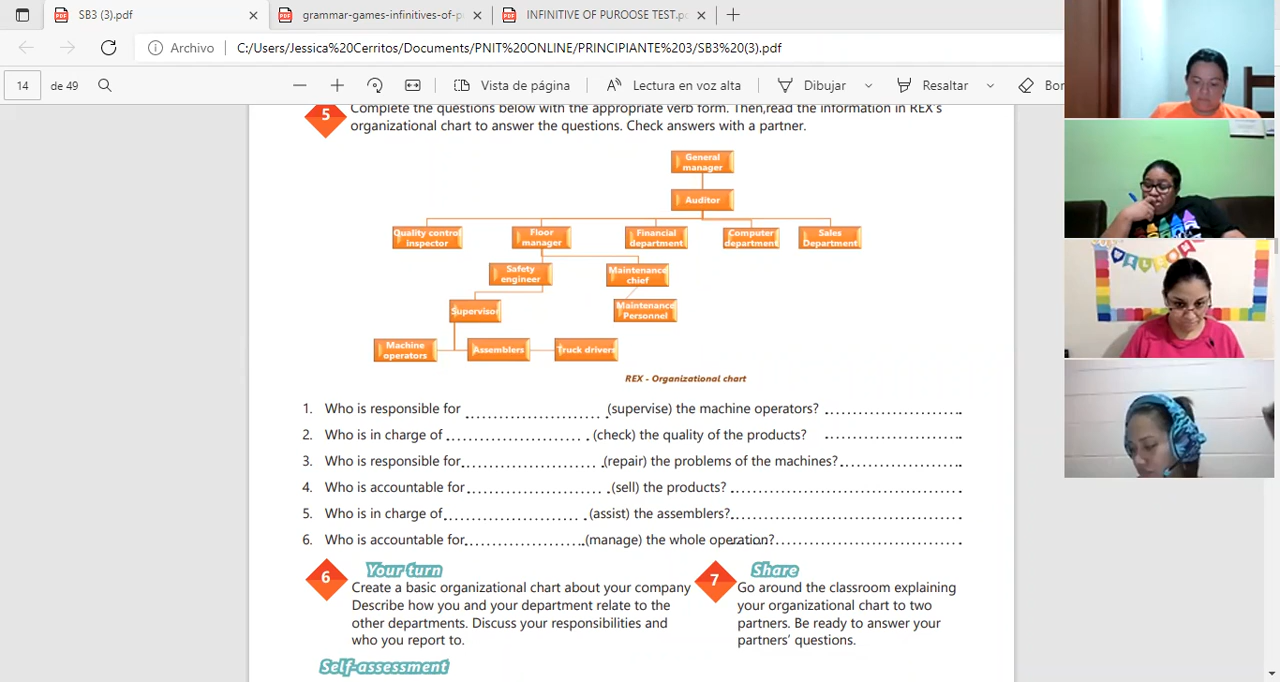 SB3 (3).pdf
grammar-games-infinitives-of-p
INFINITIVE OF PUROOSE TEST.p
Archivo
C:/Users/Jessica%20Cerritos/Documents/PNIT%20ONLINE/PRINCIPIANTE%203/SB3%20(3).pdf
14 de 49
Vista de página
Lectura en voz alta
Dibujar
Resaltar
Bor
5
Complete the questions below with the appropriate verb form. Then,read the information in REX's
organizational chart to answer the questions. Check answers with a partner.
General
manager
Auditor
Quality control
inspector
Floor
manager
Financial
department
Computer
department
Sales
Department
Safety
engineer
Maintenance
chief
Supervisor
Maintenance
Personnel
Machine
operators
Assemblers
Truck drivers
REX - Organizational chart
1. Who is responsible for ............................ (supervise) the machine operators? ............................
2. Who is in charge of ............................ (check) the quality of the products? ............................
3. Who is responsible for............................ (repair) the problems of the machines?............................
4. Who is accountable for............................ (sell) the products?............................
5. Who is in charge of............................ (assist) the assemblers?............................
6. Who is accountable for............................(manage) the whole operation?............................
6
Your turn
Create a basic organizational chart about your company
Describe how you and your department relate to the
other departments. Discuss your responsibilities and
who you report to.
7
Share
Go around the classroom explaining
your organizational chart to two
partners. Be ready to answer your
partners' questions.
Self-assessment